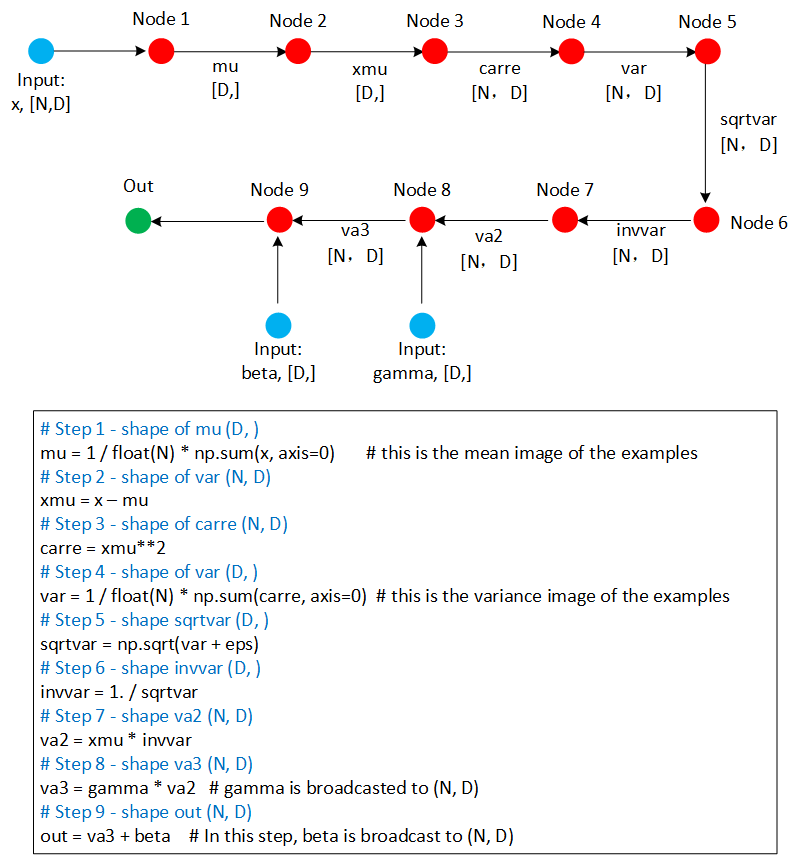 Node 1
Node 2
Node 3
Node 4
Node 5
Input:
x, [N,D]
mu
[D,]
xmu
[D,]
carre
[N, D]
var
[N, D]
sqrtvar
[N, D]
Out
Node 9
Node 8
Node 7
Node 6
va3
[N, D]
va2
[N, D]
invvar
[N, D]
Input:
beta, [D,]
Input:
gamma, [D,]
# Step 1 - shape of mu (D, )
mu = 1 / float(N) * np.sum(x, axis=0) # this is the mean image of the examples
# Step 2 - shape of var (N, D)
xmu = x – mu
# Step 3 - shape of carre (N, D)
carre = xmu**2
# Step 4 - shape of var (D, )
var = 1 / float(N) * np.sum(carre, axis=0) # this is the variance image of the examples
# Step 5 - shape sqrtvar (D, )
sqrtvar = np.sqrt(var + eps)
# Step 6 - shape invvar (D, )
invvar = 1. / sqrtvar
# Step 7 - shape va2 (N, D)
va2 = xmu * invvar
# Step 8 - shape va3 (N, D)
va3 = gamma * va2 # gamma is broadcasted to (N, D)
# Step 9 - shape out (N, D)
out = va3 + beta # In this step, beta is broadcast to (N, D)